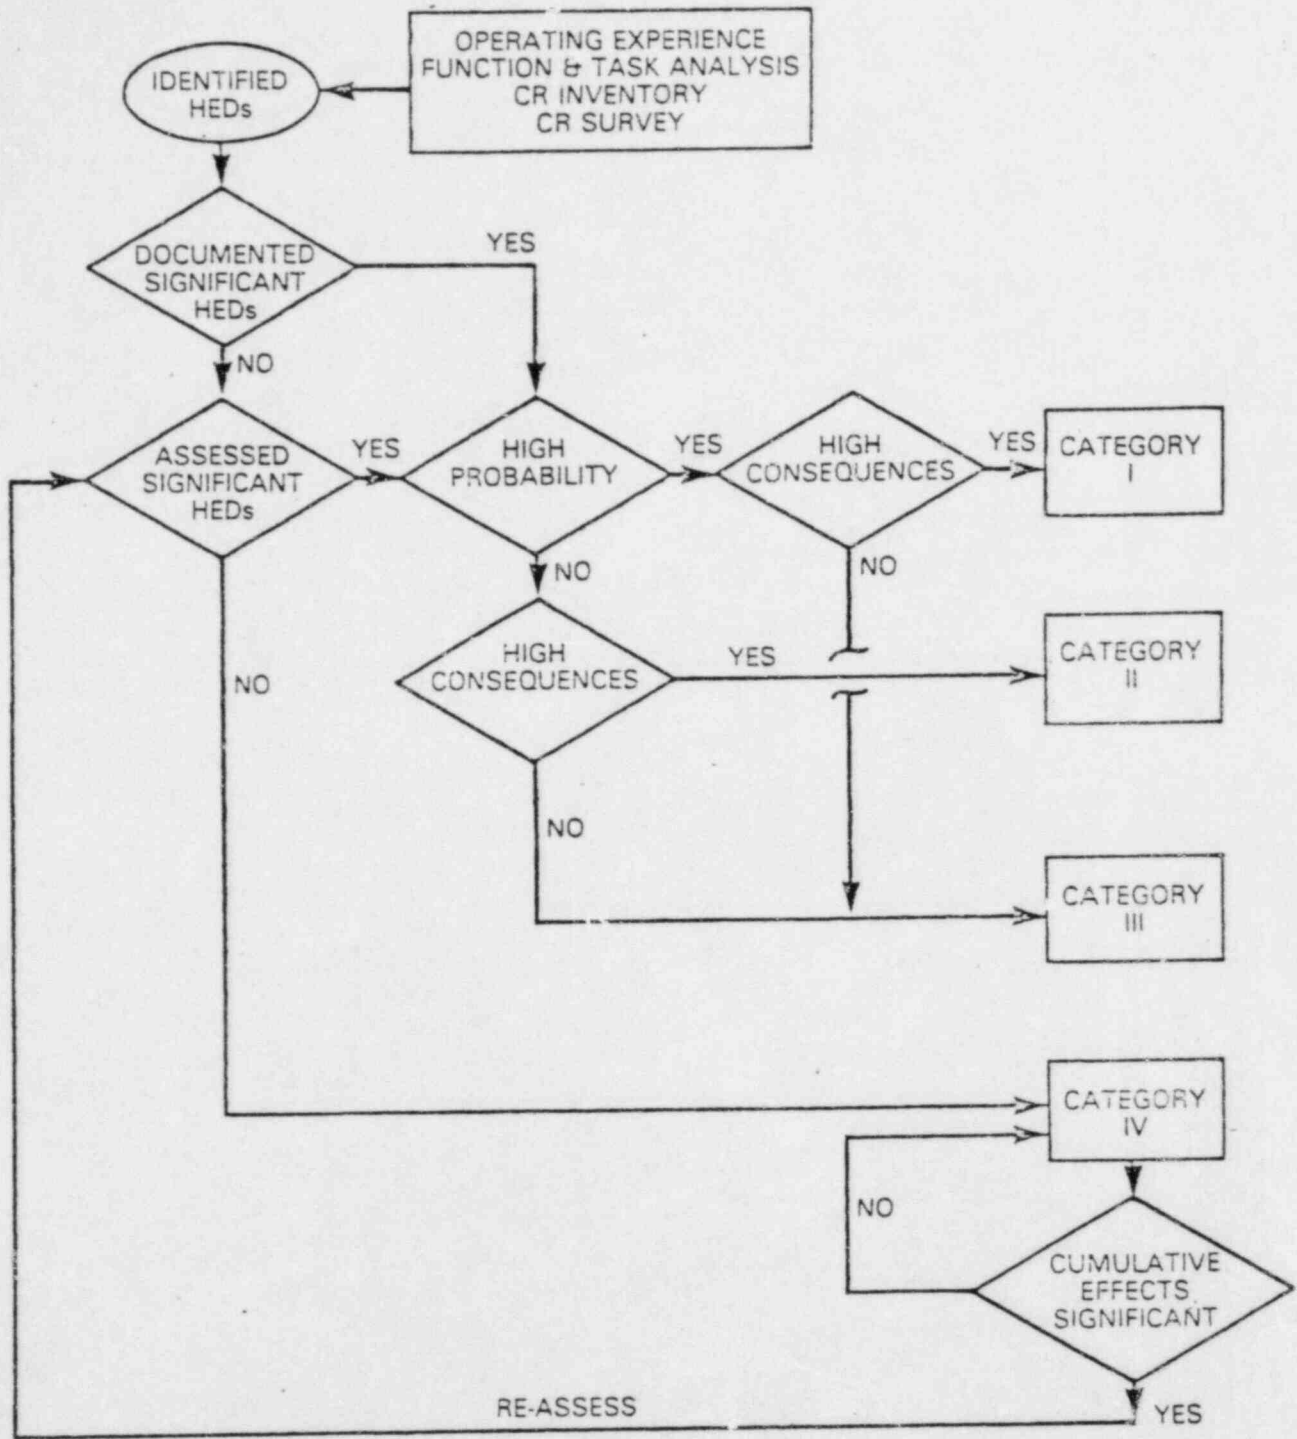 OPERATING EXPERIENCE
FUNCTION & TASK ANALYSIS
CR INVENTORY
CR SURVEY
IDENTIFIED
HEDs
DOCUMENTED
SIGNIFICANT
HEDs
YES
NO
ASSESSED
SIGNIFICANT
HEDs
YES
HIGH
PROBABILITY
YES
HIGH
CONSEQUENCES
YES
CATEGORY
I
NO
NO
HIGH
CONSEQUENCES
YES
CATEGORY
II
NO
NO
CATEGORY
III
CATEGORY
IV
NO
CUMULATIVE
EFFECTS
SIGNIFICANT
RE-ASSESS
YES